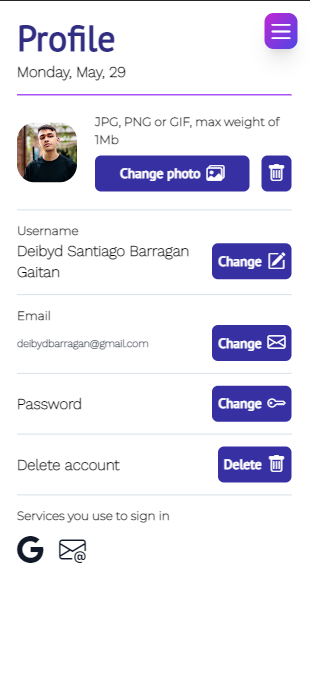 Profile
Monday, May, 29
JPG, PNG or GIF, max weight of
1Mb
Change photo
Username
Deibyd Santiago Barragan
Gaitan
Change
Email
deibydbarragan@gmail.com
Change
Password
Change
Delete account
Delete
Services you use to sign in